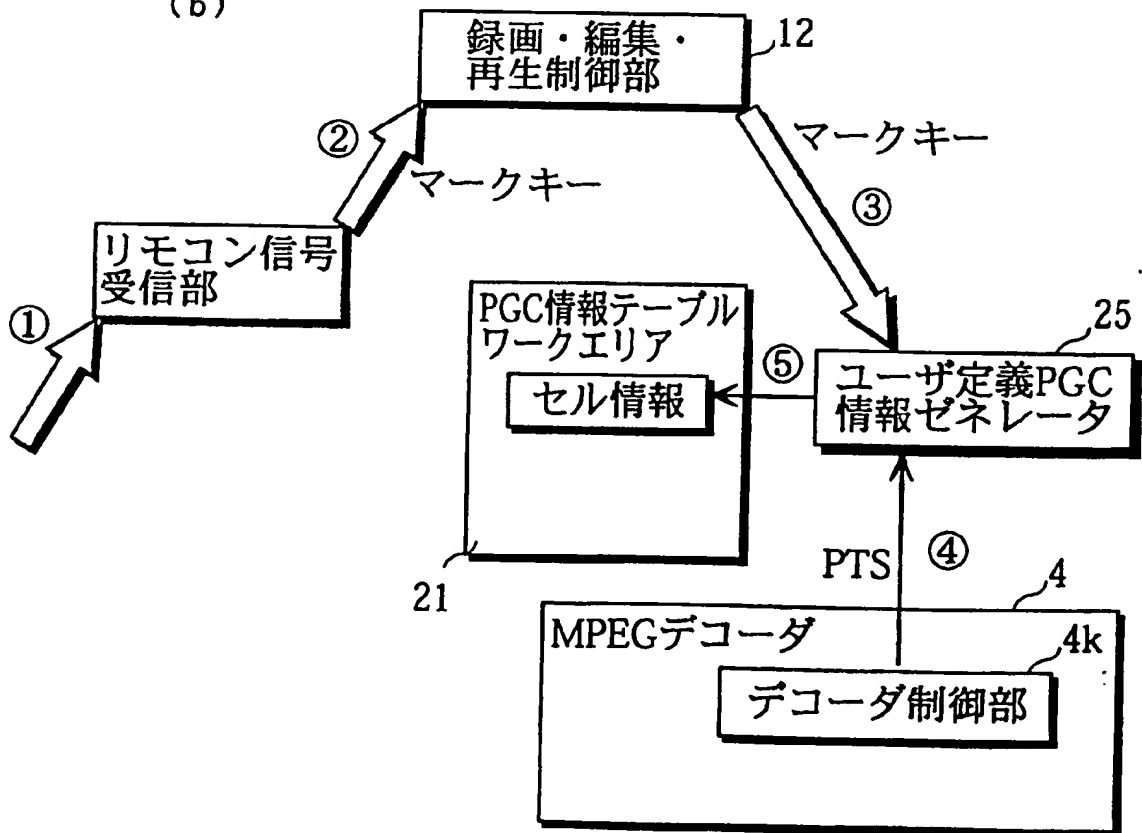 (b)
録画・編集・
再生制御部
12
②
マークキー
マークキー
③
リモコン信号
受信部
①
PGC情報テーブル
ワークエリア
セル情報
⑤
25
ユーザ定義PGC
情報ゼネレータ
21
PTS
④
4
MPEGデコーダ
4k
デコーダ制御部